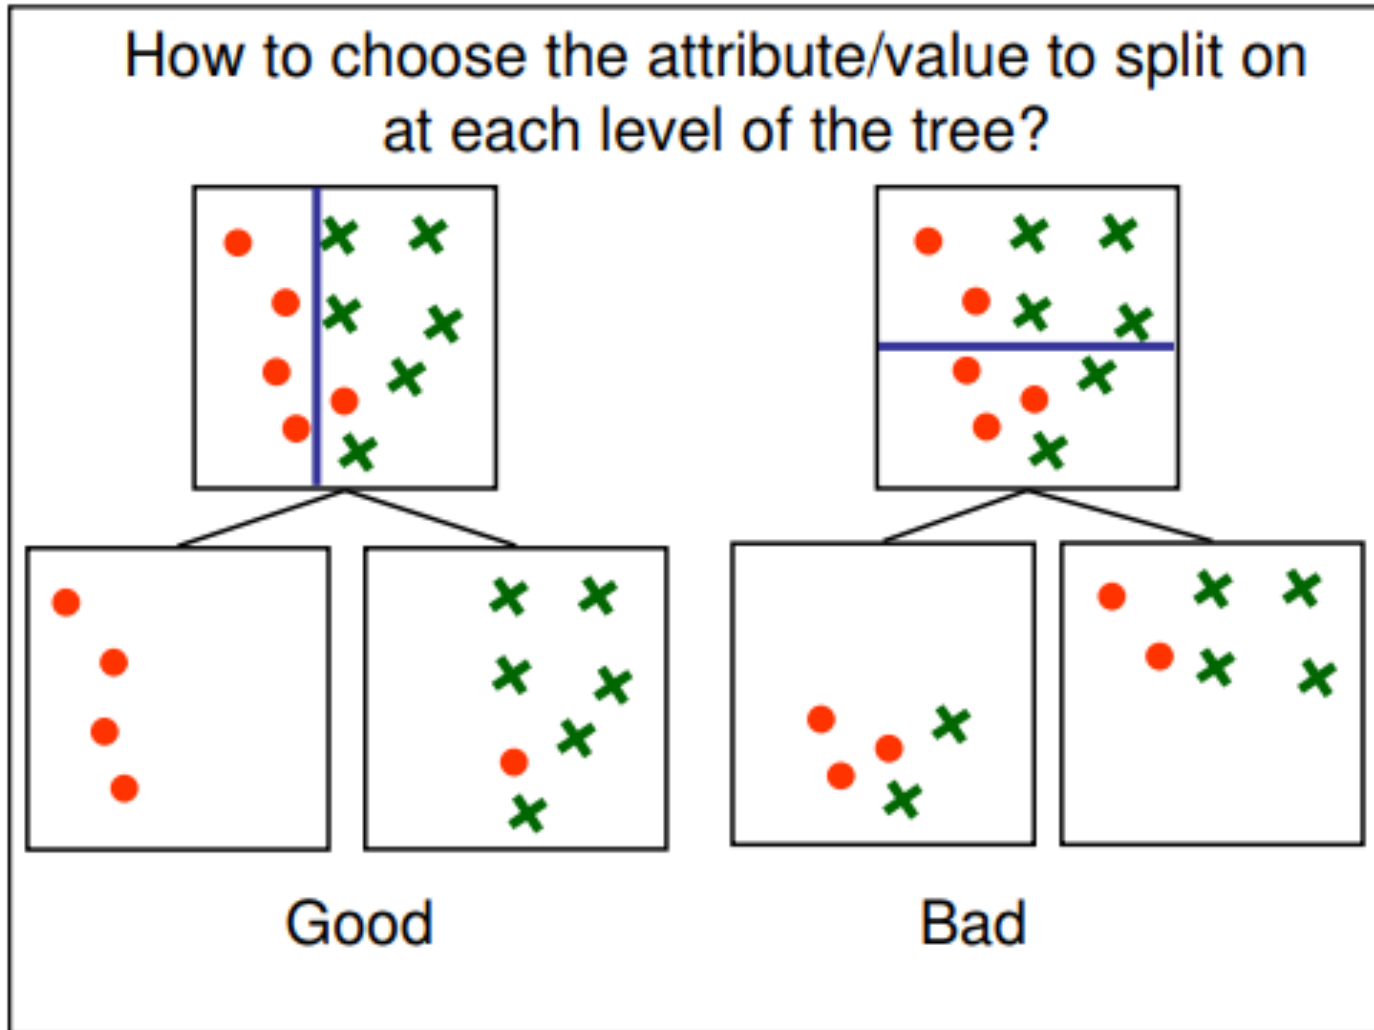 How to choose the attribute/value to split on
at each level of the tree?
Good
Bad